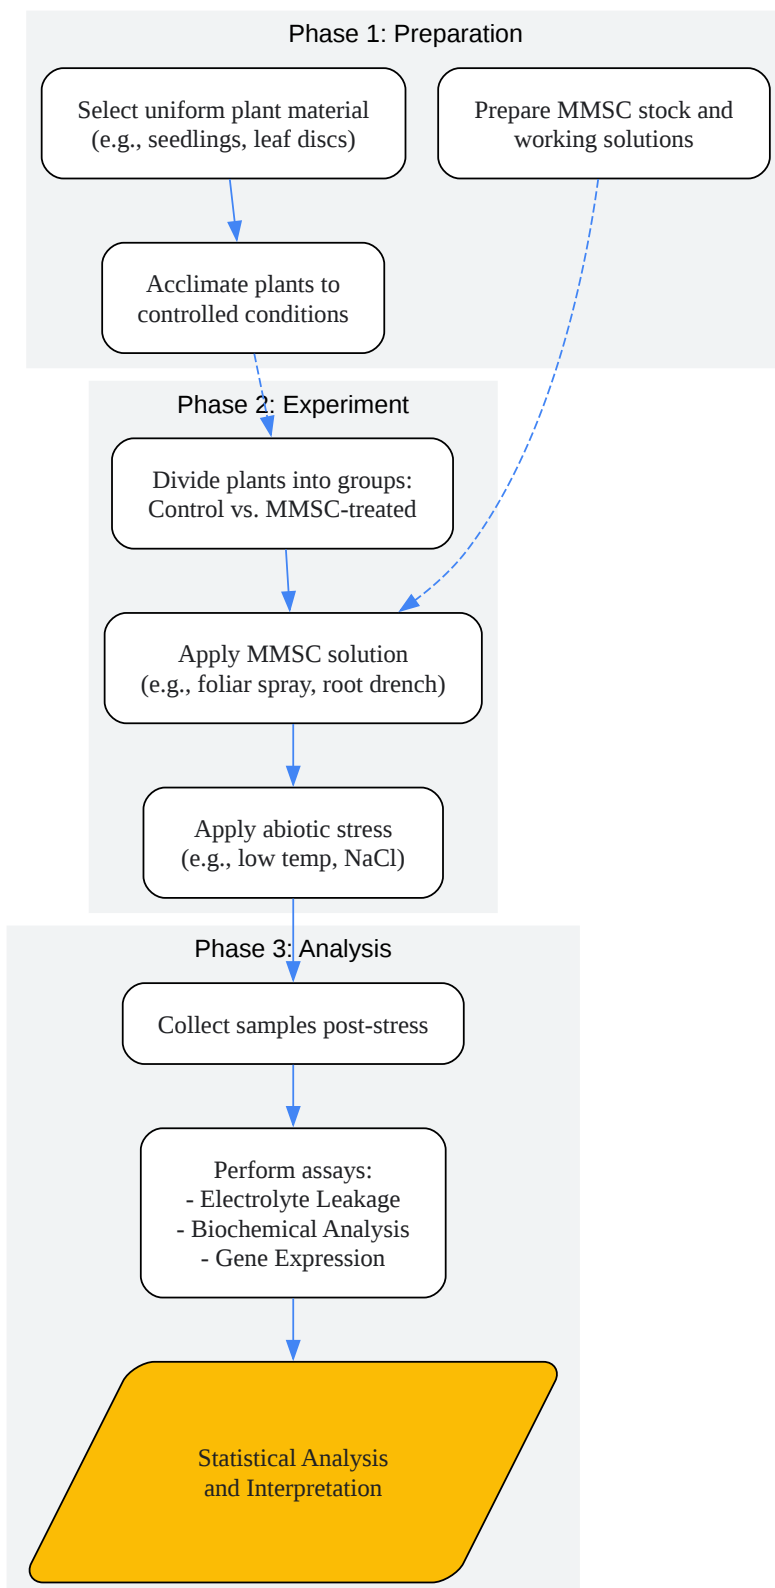 Phase 1: Preparation
Select uniform plant material
(e.g., seedlings, leaf discs)
Prepare MMSC stock and
working solutions
Acclimate plants to
controlled conditions
Phase 2: Experiment
Divide plants into groups:
Control vs. MMSC-treated
Apply MMSC solution
(e.g., foliar spray, root drench)
Apply abiotic stress
(e.g., low temp, NaCl)
Phase 3: Analysis
Collect samples post-stress
Perform assays:
- Electrolyte Leakage
- Biochemical Analysis
- Gene Expression
Statistical Analysis
and Interpretation